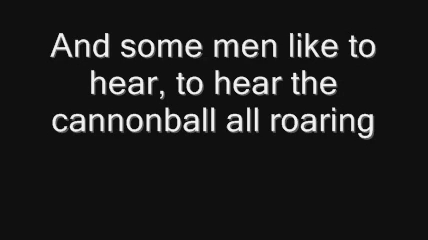 And some men like to
hear, to hear the
cannonball all roaring